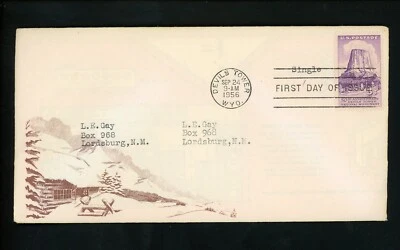 U.S. POSTAGE
DEVILS TOWER
SEP 24
9-AM
1956
WYO.
Single
FIRST DAY OF ISSUE
L.E.Gay
Box 968
Lordsburg,N.M.
L.E.Gay
Box 968
Lordsburg,N.M.